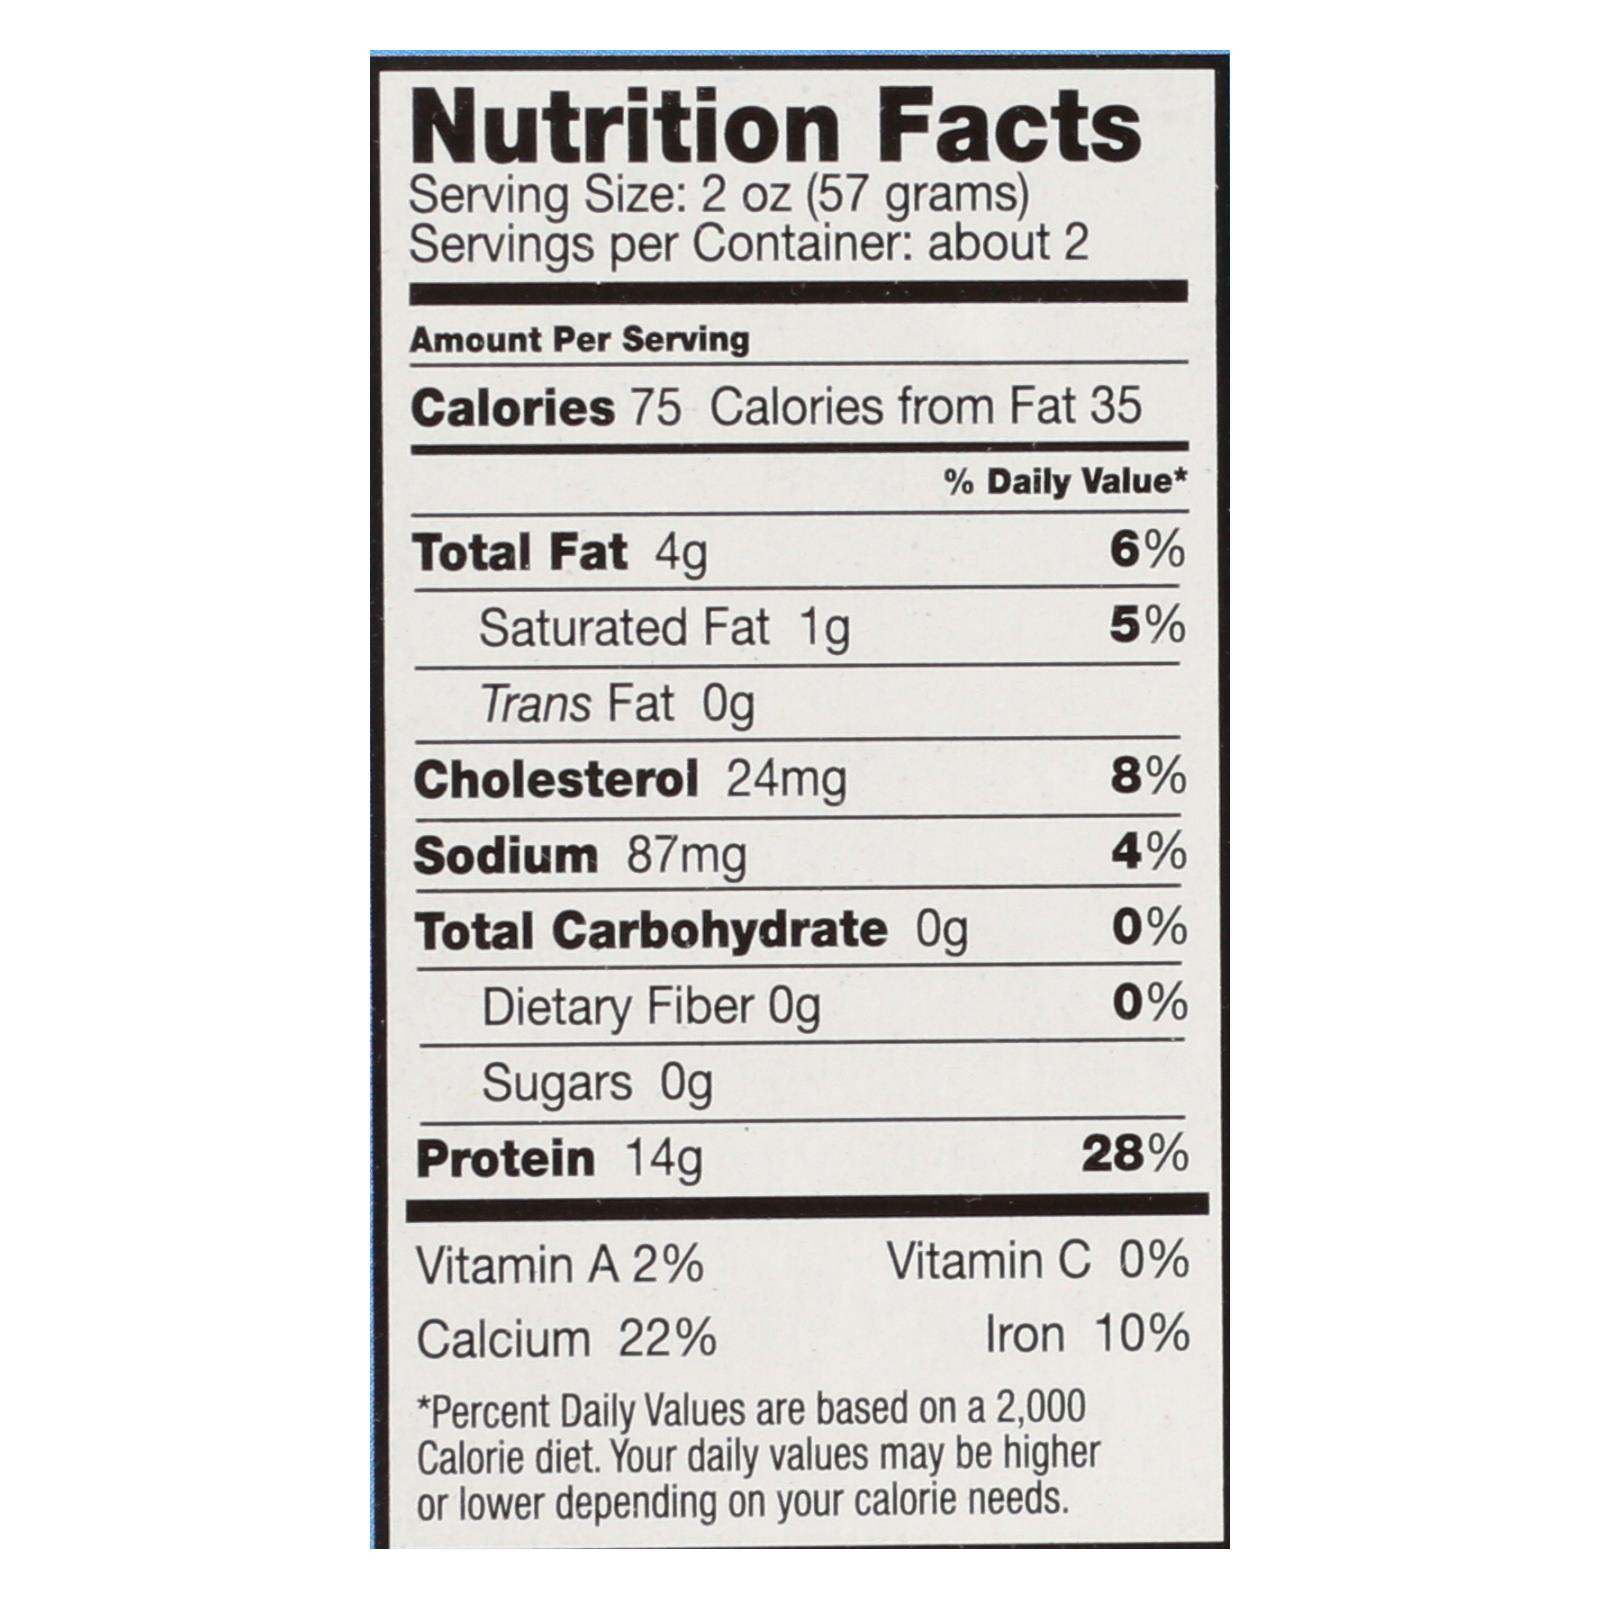 Nutrition Facts
Serving Size: 2 oz (57 grams)
Servings per Container: about 2
Amount Per Serving
Calories 75 Calories from Fat 35
% Daily Value*
Total Fat 4g 6%
Saturated Fat 1g 5%
Trans Fat 0g
Cholesterol 24mg 8%
Sodium 87mg 4%
Total Carbohydrate 0g 0%
Dietary Fiber 0g 0%
Sugars 0g
Protein 14g 28%
Vitamin A 2% Vitamin C 0%
Calcium 22% Iron 10%
*Percent Daily Values are based on a 2,000
Calorie diet. Your daily values may be higher
or lower depending on your calorie needs.